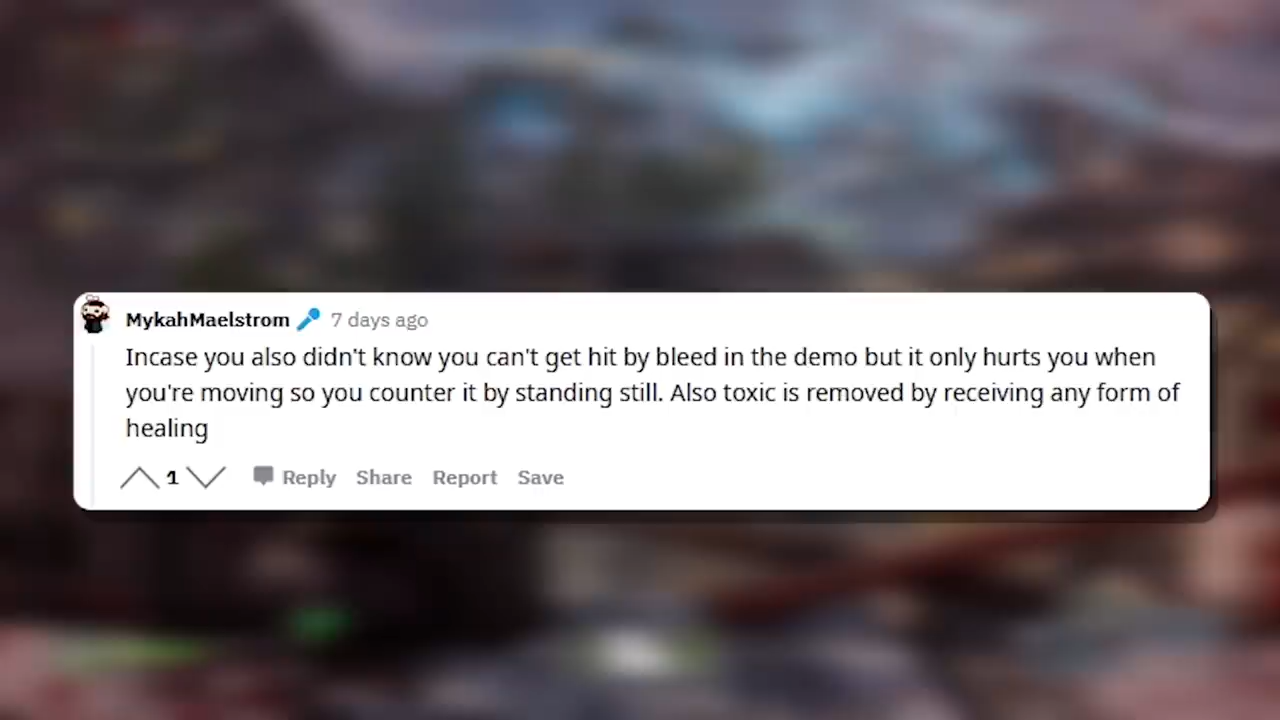 MykahMaelstrom 7 days ago
Incase you also didn't know you can't get hit by bleed in the demo but it only hurts you when
you're moving so you counter it by standing still. Also toxic is removed by receiving any form of
healing
1 Reply Share Report Save